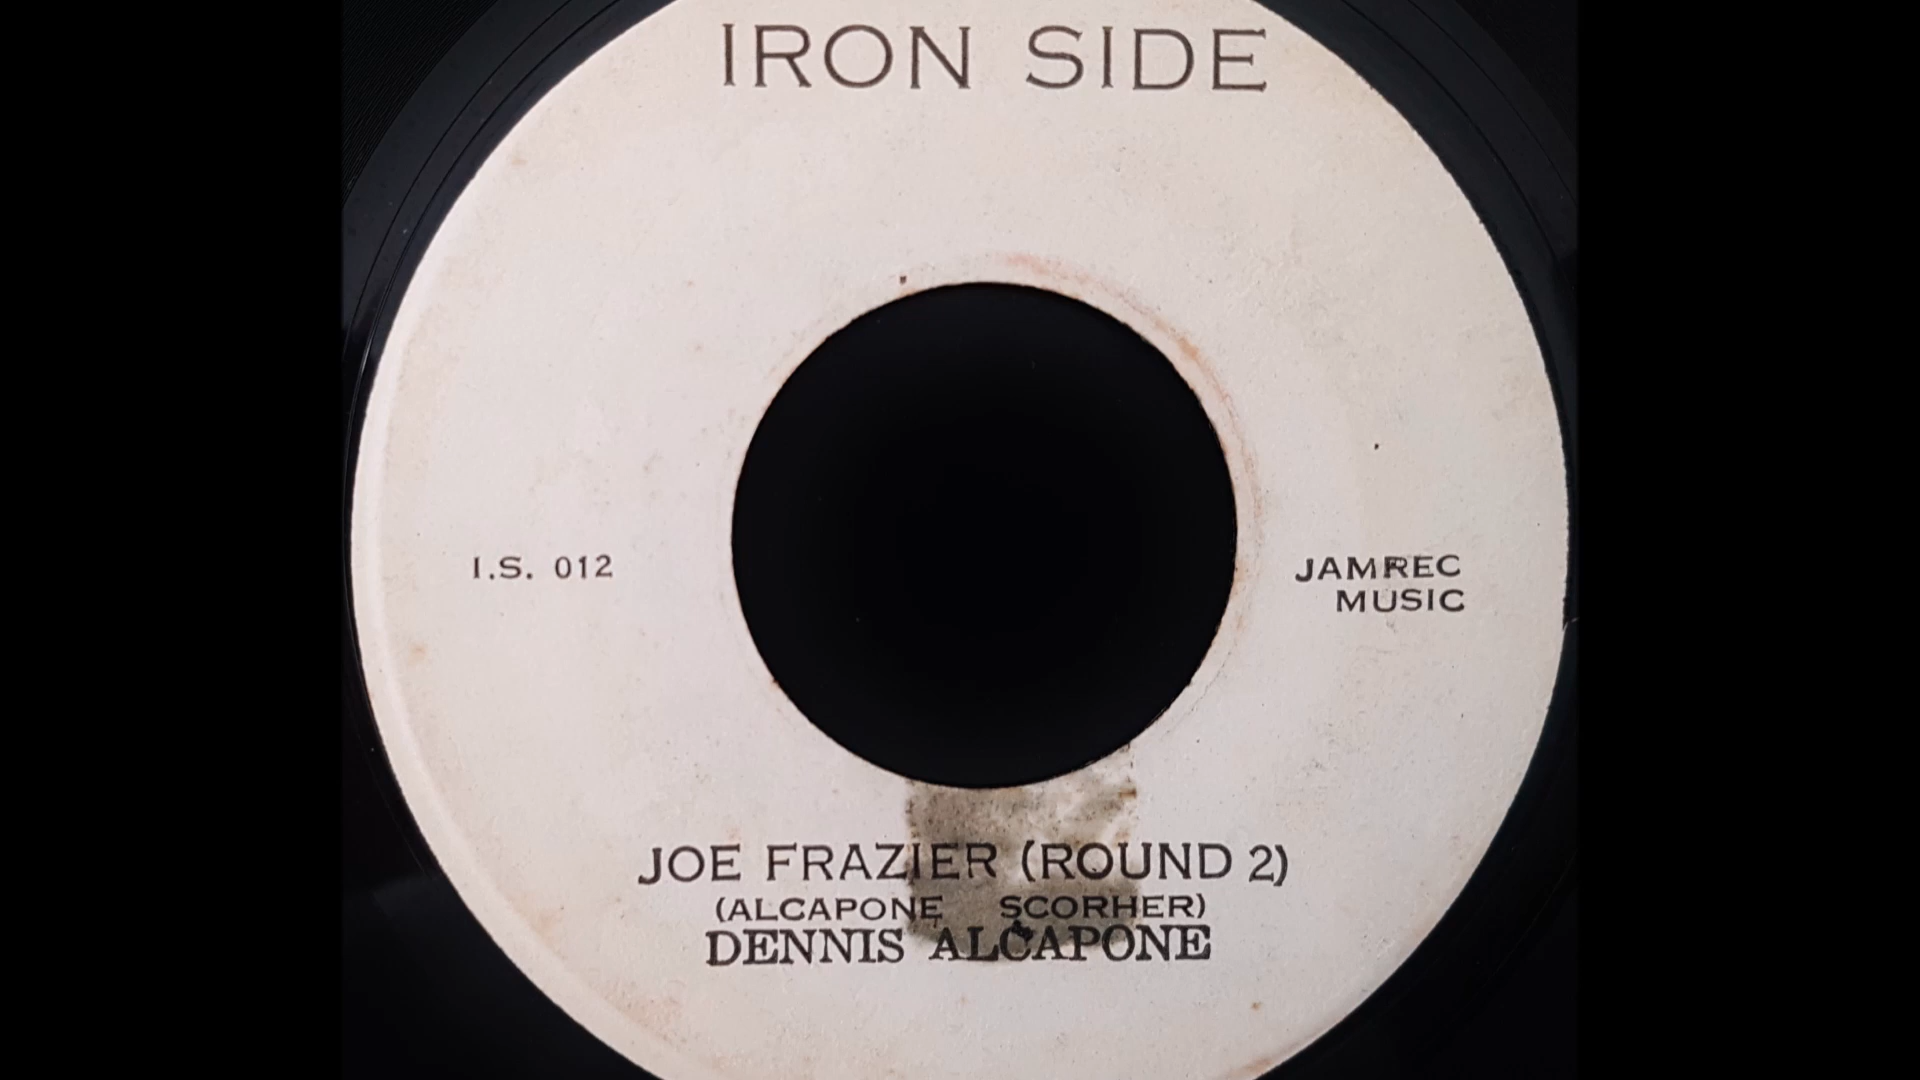 IRON SIDE
I.S. 012
JAMREC
MUSIC
JOE FRAZIER (ROUND 2)
(ALCAPONE SCORHER)
DENNIS ALCAPONE